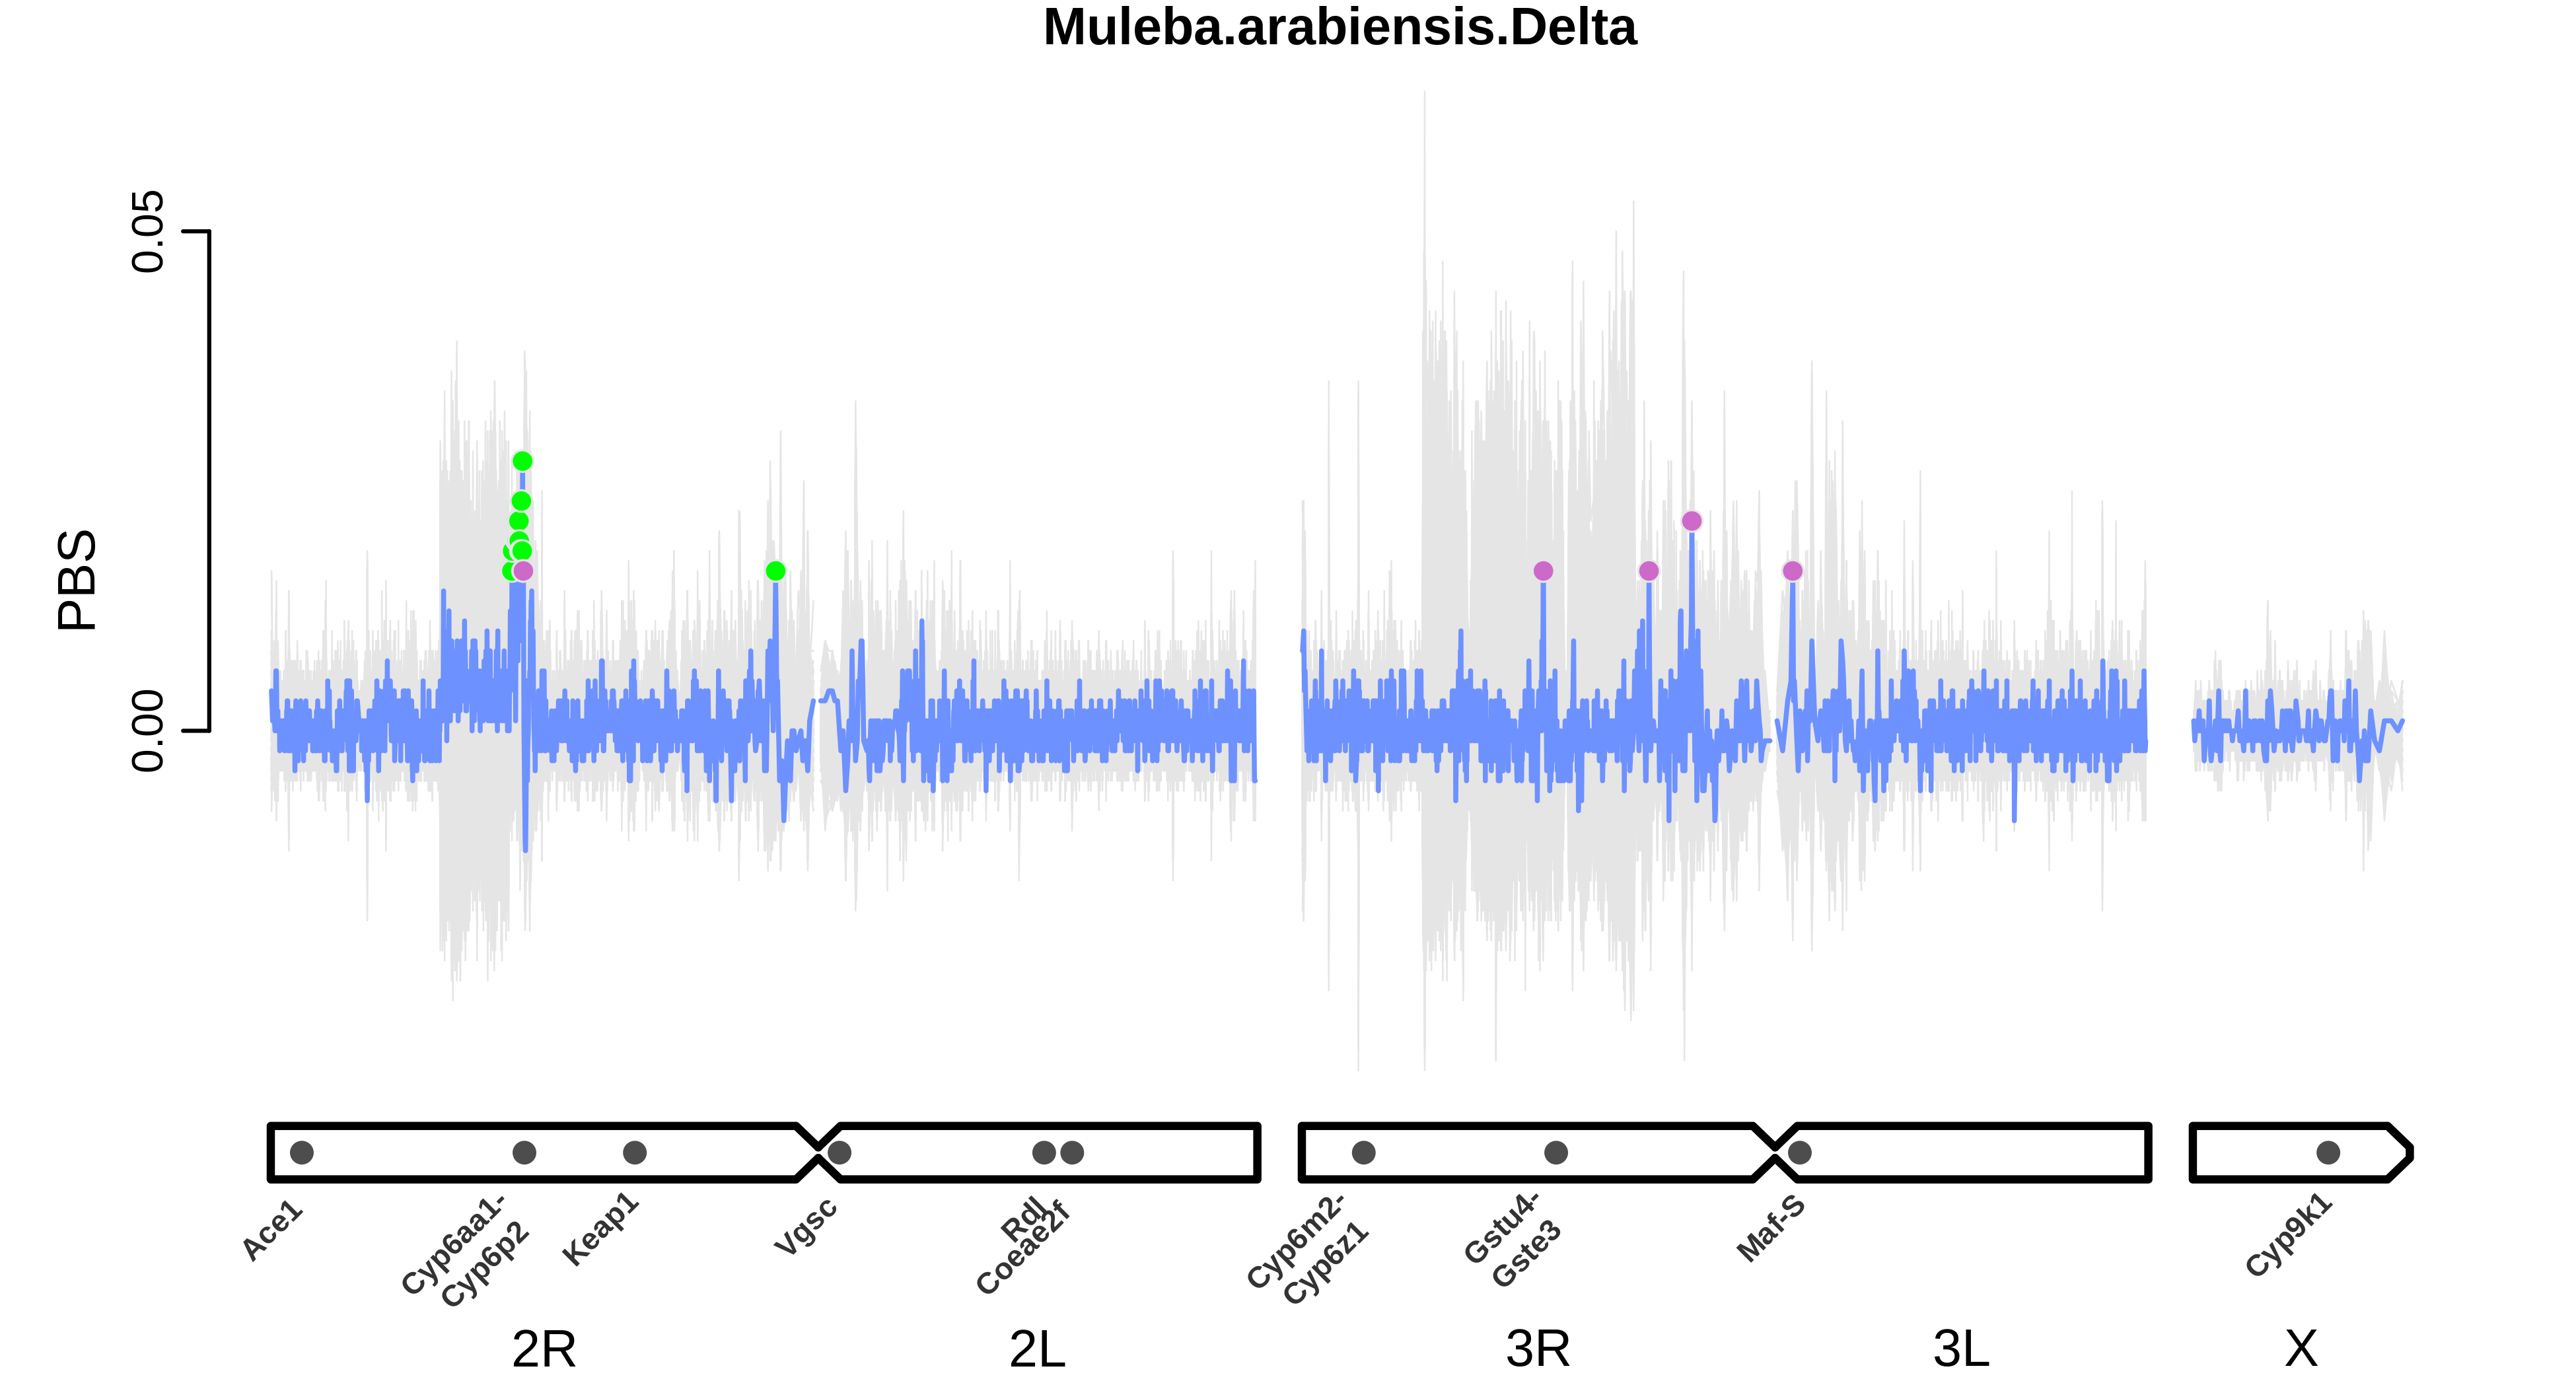 Muleba.arabiensis.Delta
0.05
PBS
0.00
Ace1
Cyp6aa1-
Cyp6p2
Keap1
Vgsc
Rdl
Coeae2f
Cyp6m2-
Cyp6z1
Gstu4-
Gste3
Maf-S
Cyp9k1
2R
2L
3R
3L
X